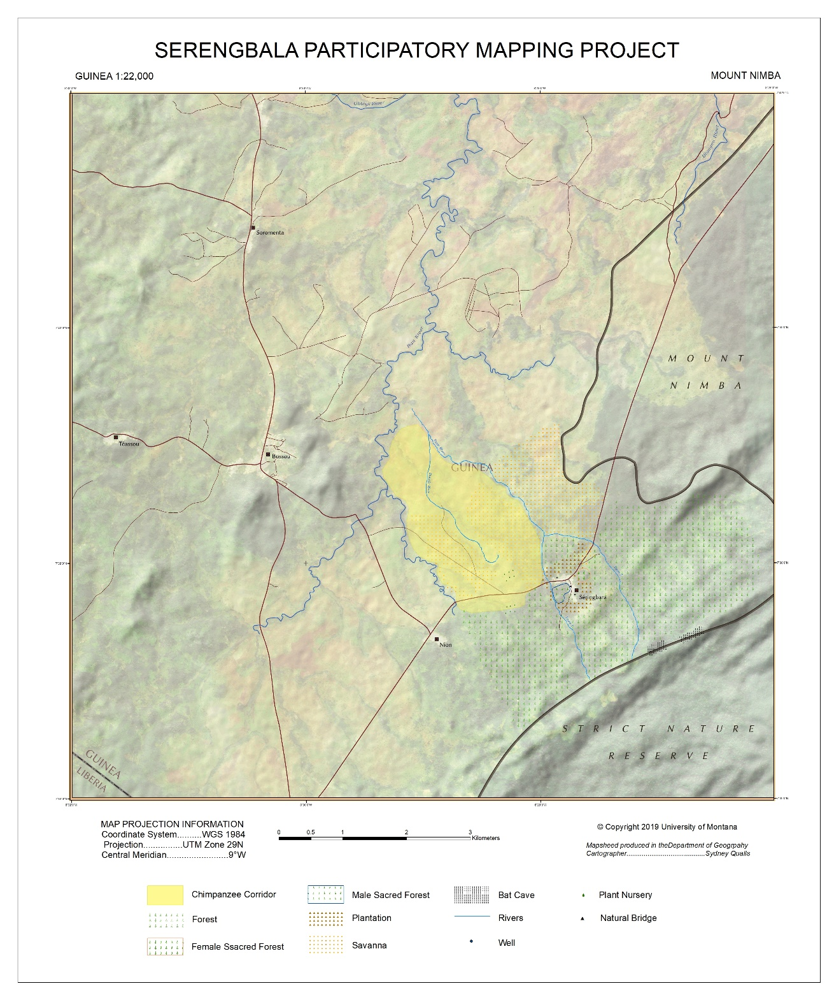 SERENGBALA PARTICIPATORY MAPPING PROJECT
GUINEA 1:22,000
MOUNT NIMBA
Gbleyi River
Soromenta
MOUNT
NIMBA
Téassou
Bossou
GUINEA
Séringbara
Nion
STRICT NATURE
RESERVE
GUINEA
LIBERIA
MAP PROJECTION INFORMATION
Coordinate System.........WGS 1984
Projection...............UTM Zone 29N
Central Meridian.........................9°W
0 0.5 1 2 3
Kilometers
© Copyright 2019 University of Montana
Mapsheed produced in theDepartment of Geogrpahy
Cartographer.........................................Sydney Qualls
Chimpanzee Corridor
Male Sacred Forest
Bat Cave
Plant Nursery
Forest
Plantation
Rivers
Natural Bridge
Female Ssacred Forest
Savanna
Well